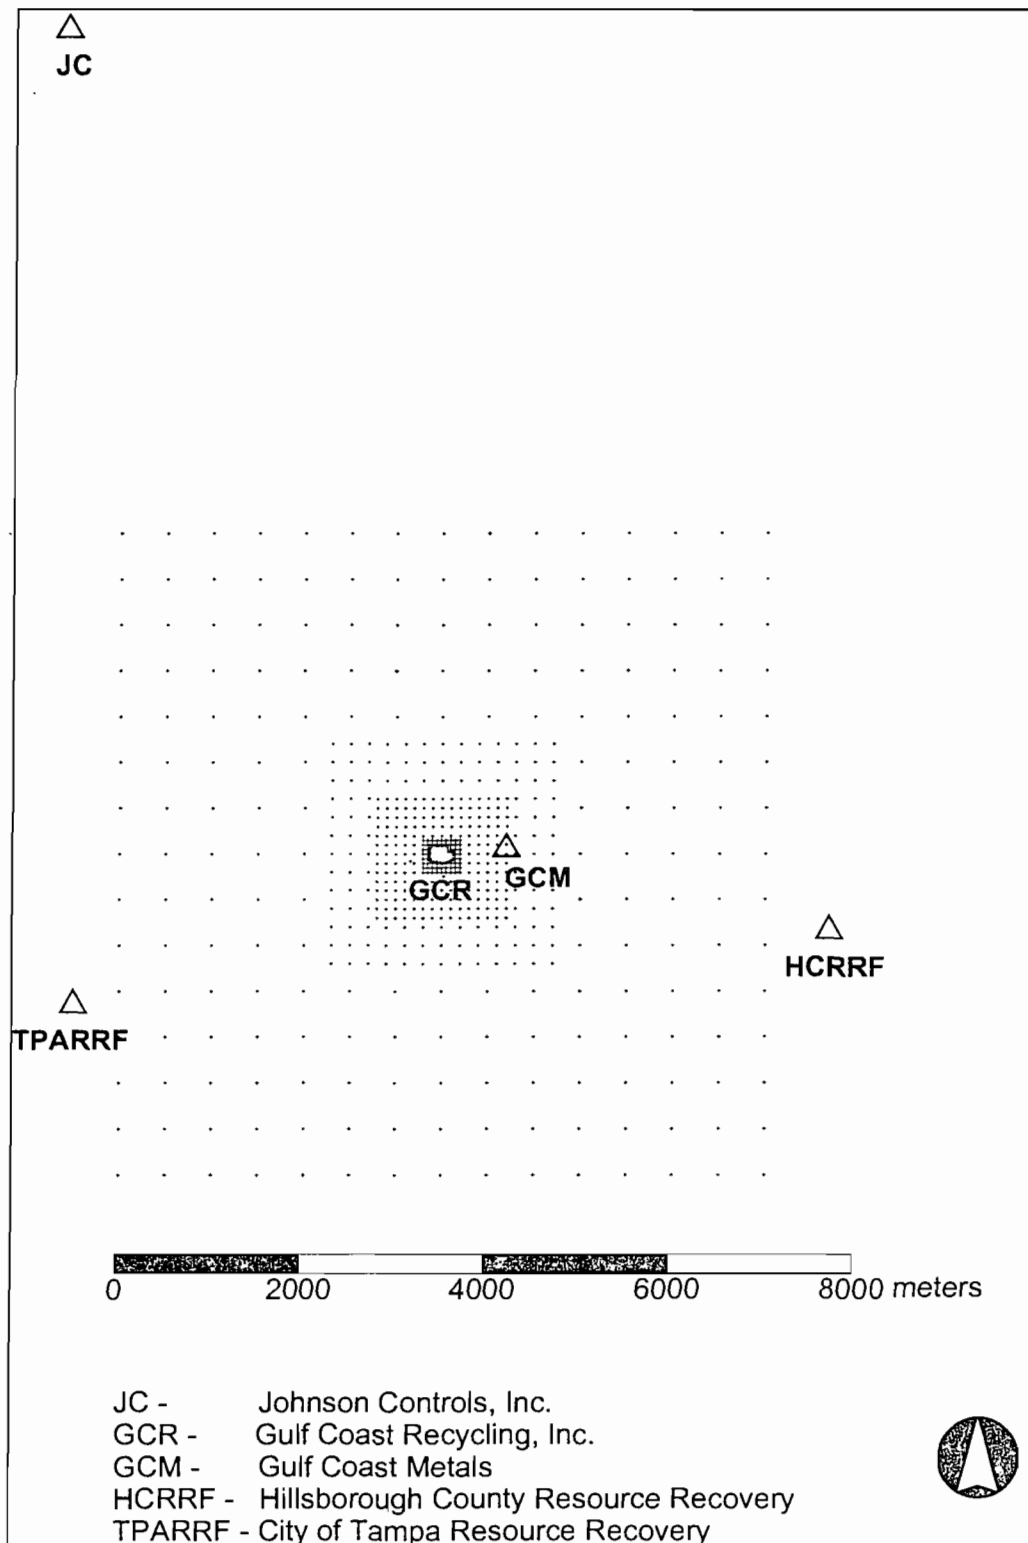 JC
GCR
GCM
HCRRF
TPARRF
0 2000 4000 6000 8000 meters
JC - Johnson Controls, Inc.
GCR - Gulf Coast Recycling, Inc.
GCM - Gulf Coast Metals
HCRRF - Hillsborough County Resource Recovery
TPARRF - City of Tampa Resource Recovery